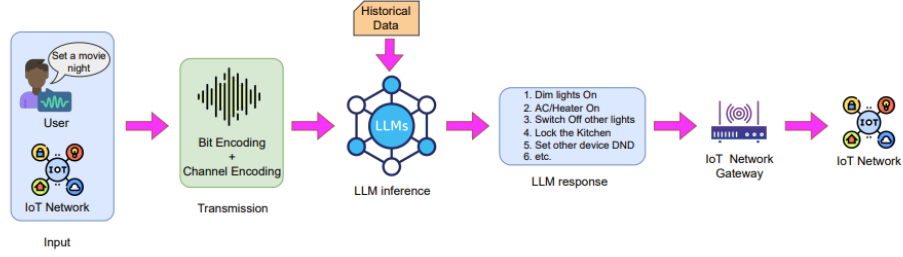 Historical
Data
Set a movie
night
User
IOT
IoT Network
Input
Bit Encoding
+
Channel Encoding
Transmission
LLMs
LLM inference
1. Dim lights On
2. AC/Heater On
3. Switch Off other lights
4. Lock the Kitchen
5. Set other device DND
6. etc.
LLM response
IoT Network
Gateway
IOT
IoT Network